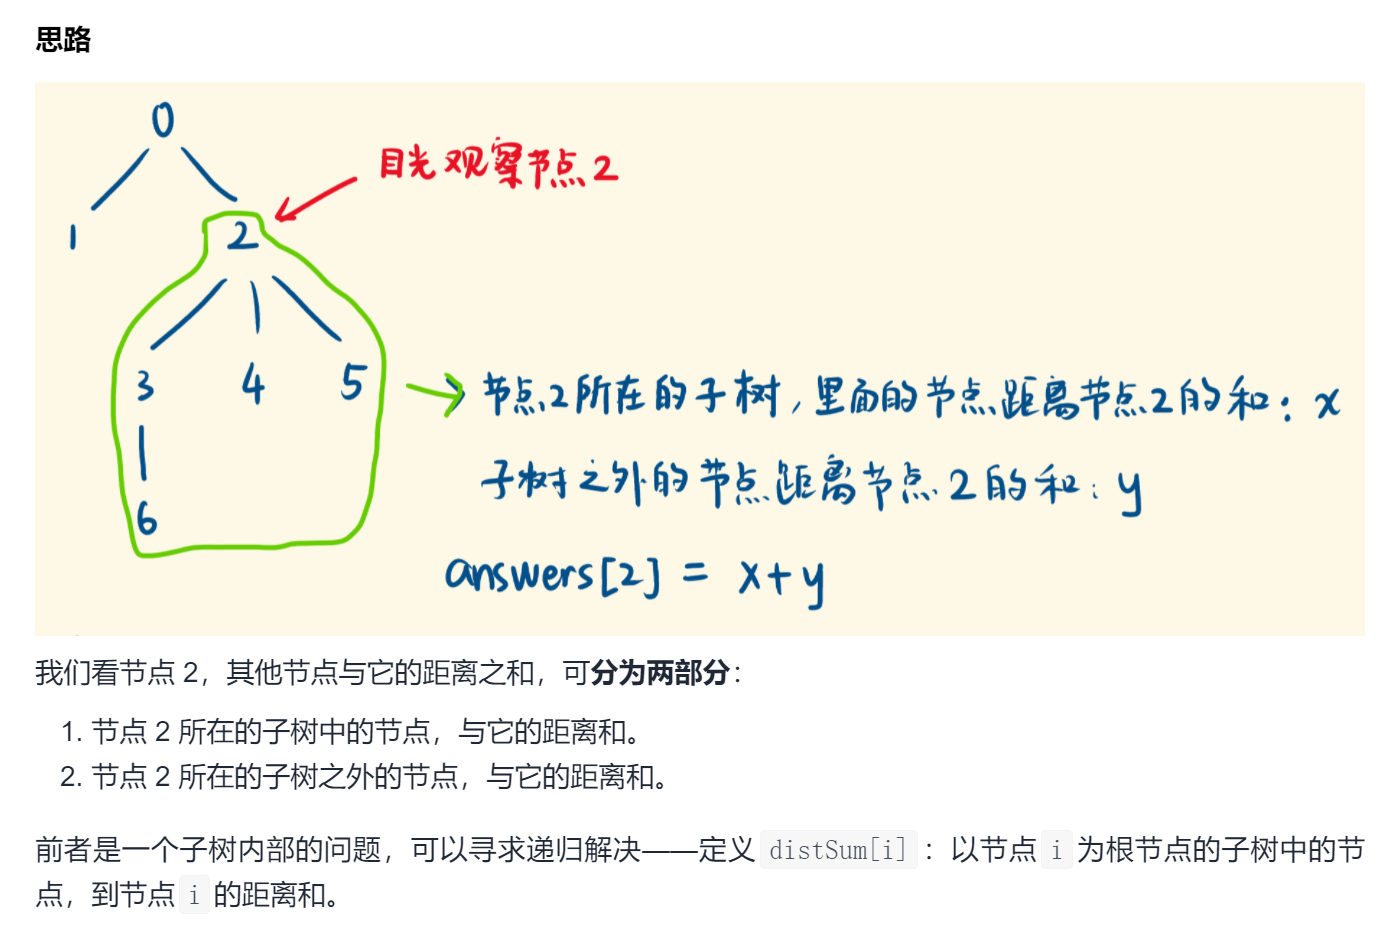 思路
0
目光观察节点2
1
2
3 4 5
节点2所在的子树,里面的节点距离节点2的和: x
子树之外的节点距离节点2的和: y
6
answers[2] = x+y
我们看节点 2，其他节点与它的距离之和，可分为两部分：
1. 节点 2 所在的子树中的节点，与它的距离和。
2. 节点 2 所在的子树之外的节点，与它的距离和。
前者是一个子树内部的问题，可以寻求递归解决——定义 distSum[i] ：以节点 i 为根节点的子树中的节
点，到节点 i 的距离和。